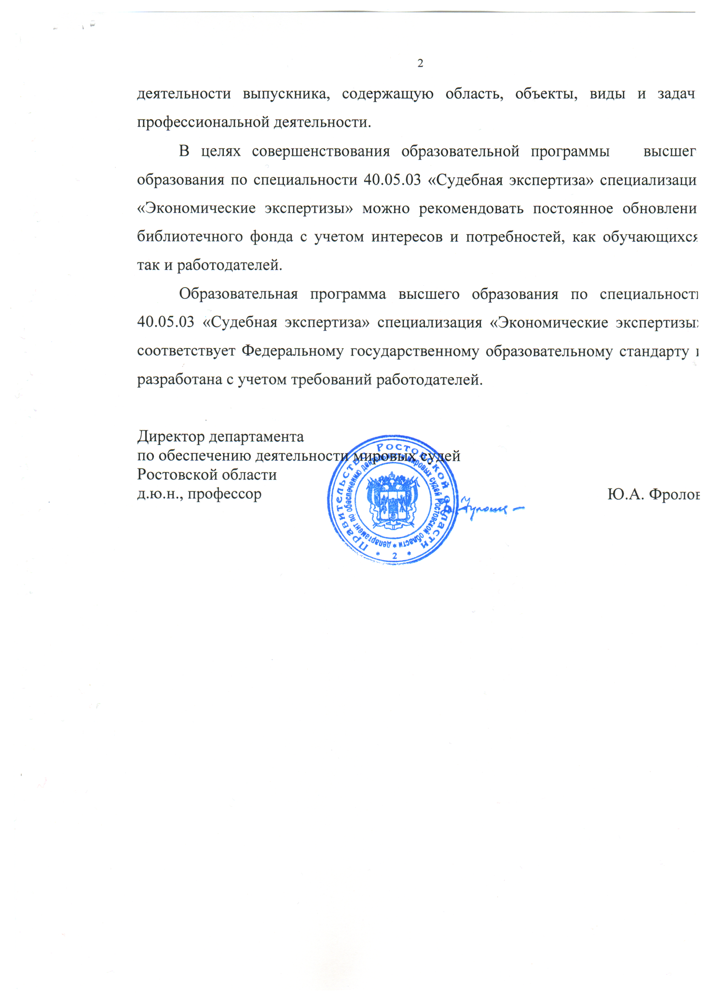 2
деятельности выпускника, содержащую область, объекты, виды и задач
профессиональной деятельности.
В целях совершенствования образовательной программы высшег
образования по специальности 40.05.03 «Судебная экспертиза» специализаци
«Экономические экспертизы» можно рекомендовать постоянное обновлени
библиотечного фонда с учетом интересов и потребностей, как обучающихся
так и работодателей.
Образовательная программа высшего образования по специальност
40.05.03 «Судебная экспертиза» специализация «Экономические экспертизы»
соответствует Федеральному государственному образовательному стандарту и
разработана с учетом требований работодателей.
Директор департамента
по обеспечению деятельности мировых судей
Ростовской области
д.ю.н., профессор
Ю.А. Фролов
Правительство Ростовской области
департамент по обеспечению деятельности мировых судей Ростовской области *
* 2 *